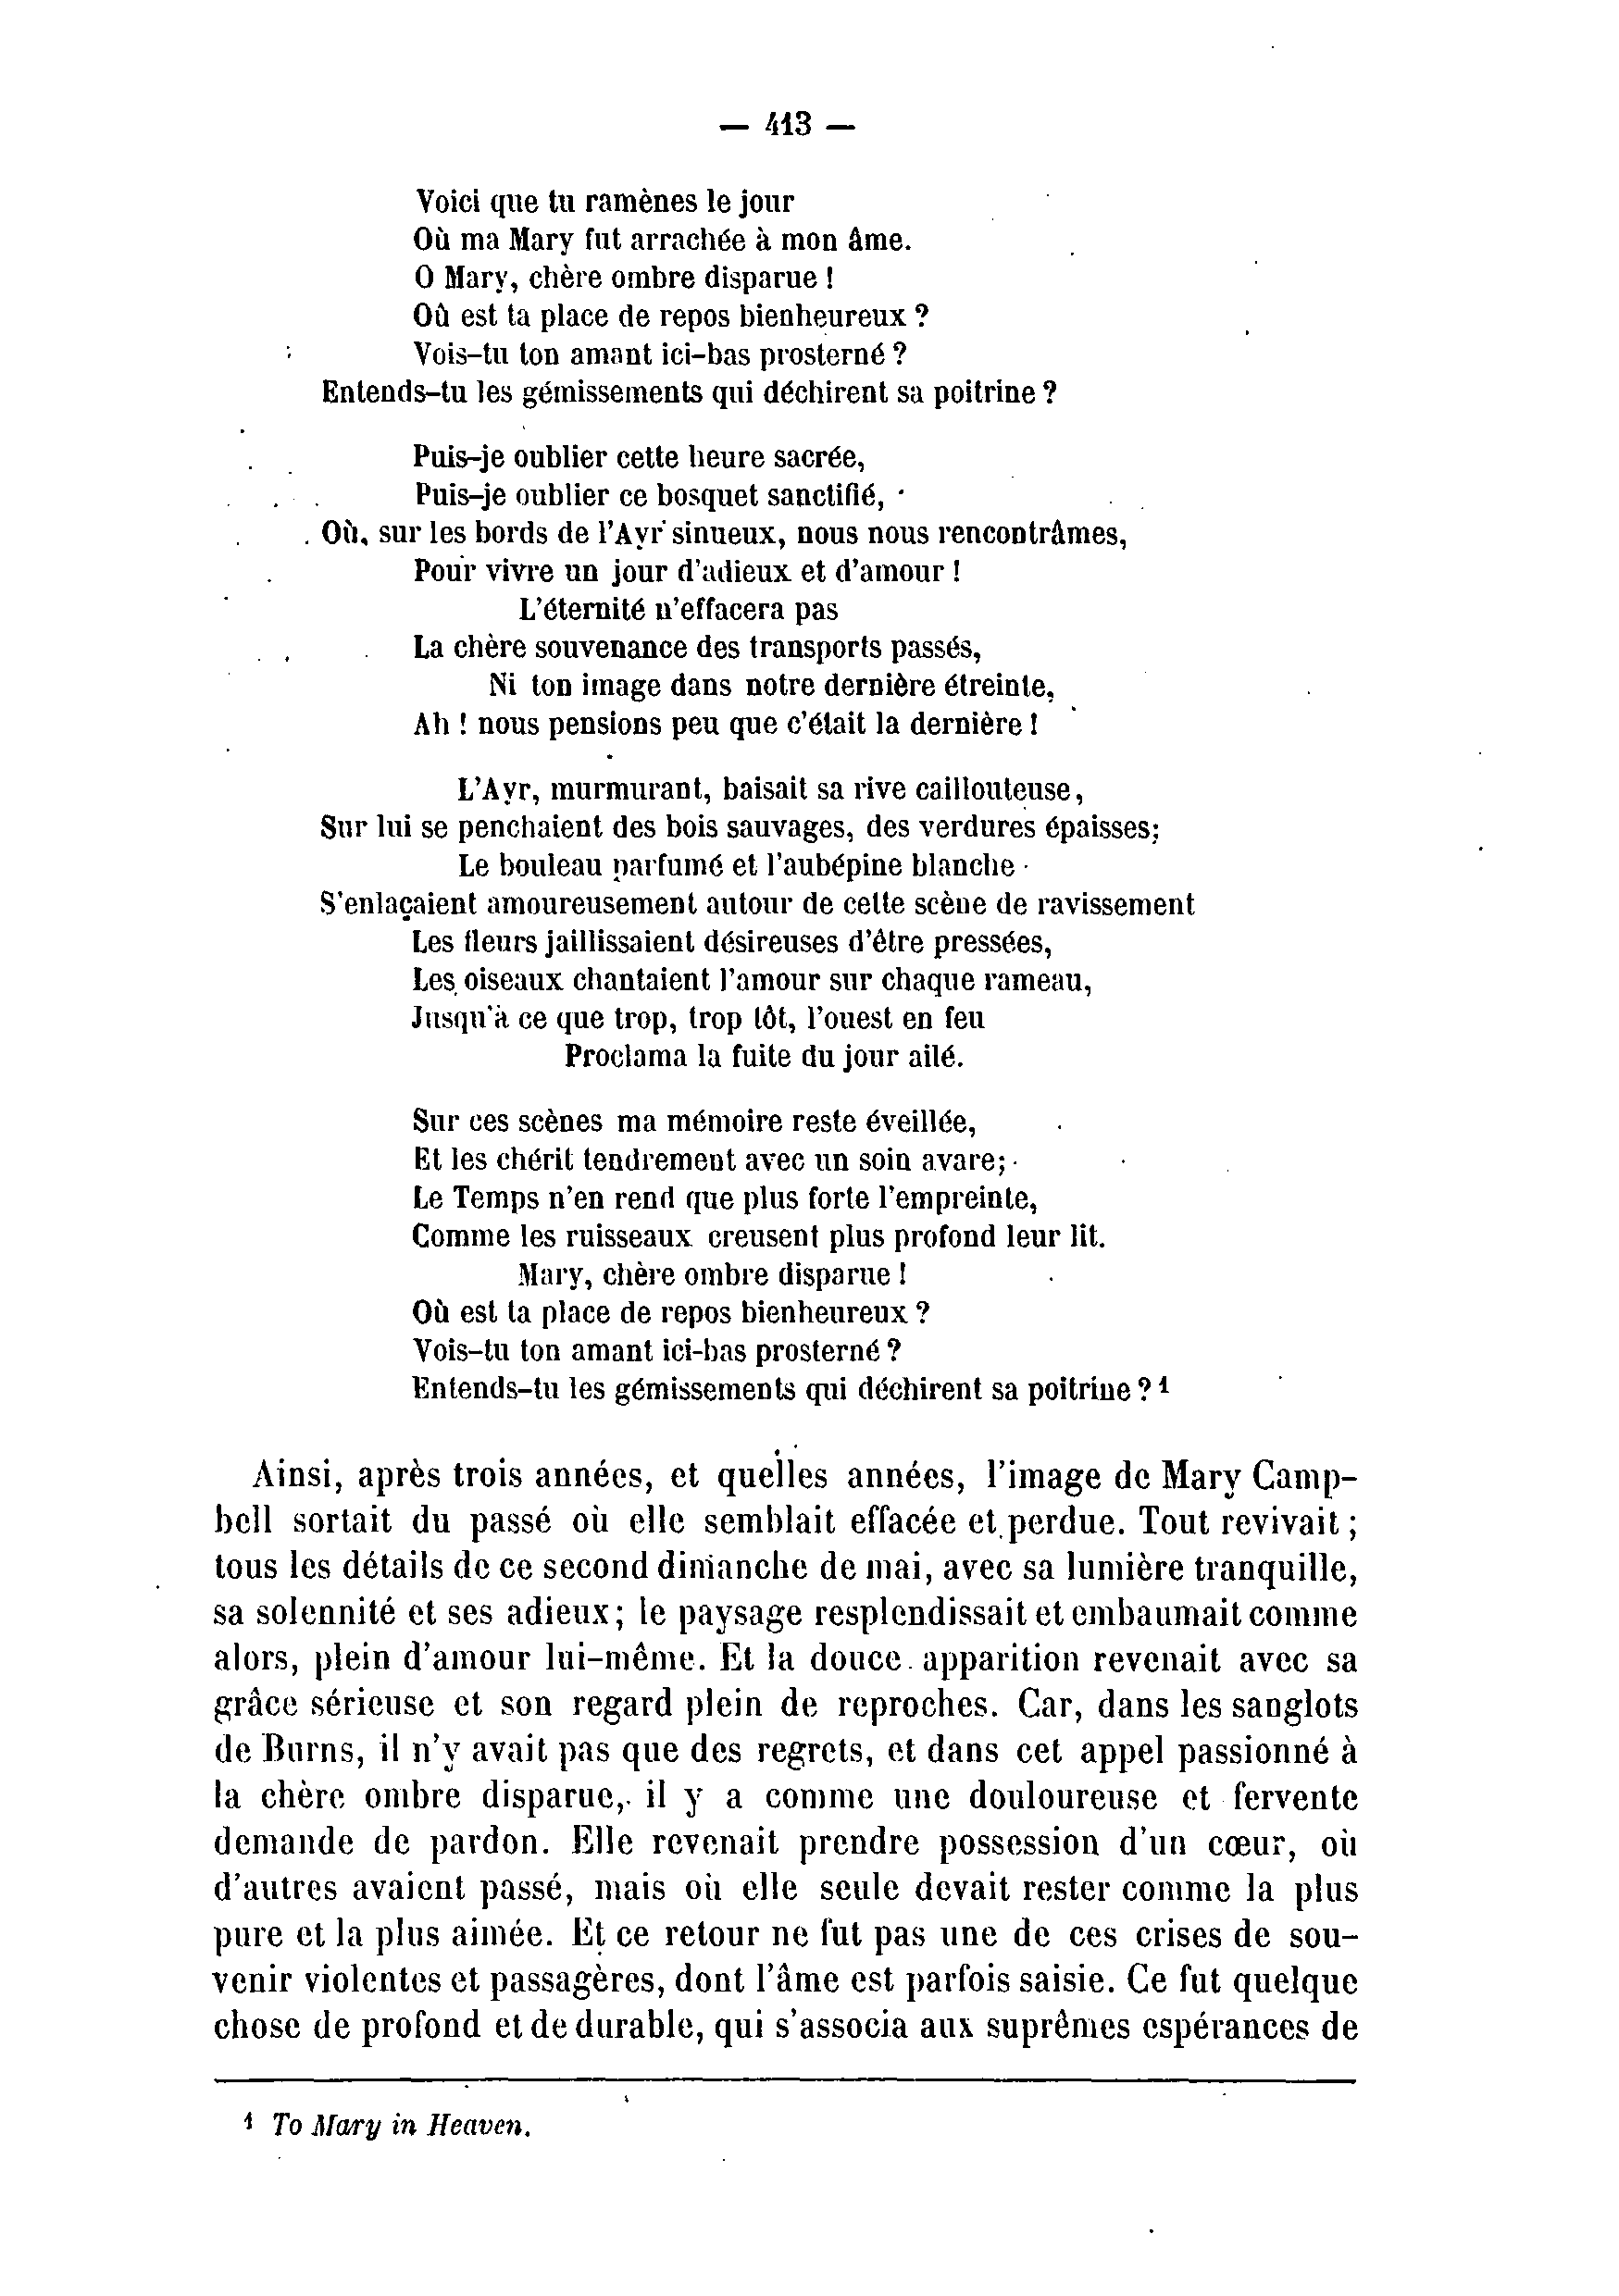 — 413 —
Voici que tu ramènes le jour
Où ma Mary fut arrachée à mon âme.
O Mary, chère ombre disparue !
Où est ta place de repos bienheureux ?
Vois-tu ton amant ici-bas prosterné ?
Entends-tu les gémissements qui déchirent sa poitrine ?
Puis-je oublier cette heure sacrée,
Puis-je oublier ce bosquet sanctifié,
Où, sur les bords de l'Ayr sinueux, nous nous rencontrâmes,
Pour vivre un jour d'adieux et d'amour !
L'éternité n'effacera pas
La chère souvenance des transports passés,
Ni ton image dans notre dernière étreinte,
Ah ! nous pensions peu que c'était la dernière !
L'Ayr, murmurant, baisait sa rive caillouteuse,
Sur lui se penchaient des bois sauvages, des verdures épaisses;
Le bouleau parfumé et l'aubépine blanche
S'enlaçaient amoureusement autour de cette scène de ravissement
Les fleurs jaillissaient désireuses d'être pressées,
Les oiseaux chantaient l'amour sur chaque rameau,
Jusqu'à ce que trop, trop tôt, l'ouest en feu
Proclama la fuite du jour ailé.
Sur ces scènes ma mémoire reste éveillée,
Et les chérit tendrement avec un soin avare;
Le Temps n'en rend que plus forte l'empreinte,
Comme les ruisseaux creusent plus profond leur lit.
Mary, chère ombre disparue !
Où est ta place de repos bienheureux ?
Vois-tu ton amant ici-bas prosterné ?
Entends-tu les gémissements qui déchirent sa poitrine ? 1
Ainsi, après trois années, et quelles années, l'image de Mary Camp-
bell sortait du passé où elle semblait effacée et perdue. Tout revivait ;
tous les détails de ce second dimanche de mai, avec sa lumière tranquille,
sa solennité et ses adieux; le paysage resplendissait et embaumait comme
alors, plein d'amour lui-même. Et la douce apparition revenait avec sa
grâce sérieuse et son regard plein de reproches. Car, dans les sanglots
de Burns, il n'y avait pas que des regrets, et dans cet appel passionné à
la chère ombre disparue, il y a comme une douloureuse et fervente
demande de pardon. Elle revenait prendre possession d'un cœur, où
d'autres avaient passé, mais où elle seule devait rester comme la plus
pure et la plus aimée. Et ce retour ne fut pas une de ces crises de sou-
venir violentes et passagères, dont l'âme est parfois saisie. Ce fut quelque
chose de profond et de durable, qui s'associa aux suprêmes espérances de
1 To Mary in Heaven.